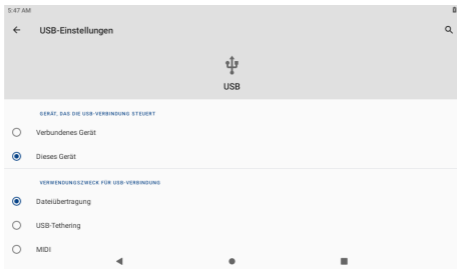 5:47 AM
USB-Einstellungen
USB
GERÄT, DAS DIE USB-VERBINDUNG STEUERT
Verbundenes Gerät
Dieses Gerät
VERWENDUNGSZWECK FÜR USB-VERBINDUNG
Dateiübertragung
USB-Tethering
MIDI